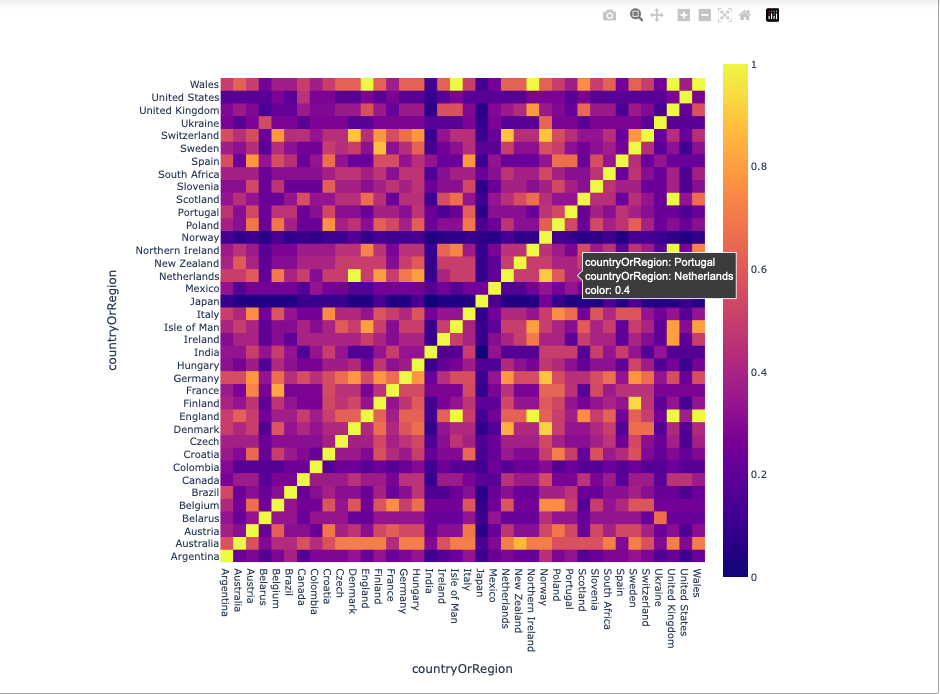 Wales
United States
United Kingdom
Ukraine
Switzerland
Sweden
Spain
South Africa
Slovenia
Scotland
Portugal
Poland
Norway
Northern Ireland
New Zealand
Netherlands
Mexico
Japan
Italy
Isle of Man
Ireland
India
Hungary
Germany
France
Finland
England
Denmark
Czech
Croatia
Colombia
Canada
Brazil
Belgium
Belarus
Austria
Australia
Argentina
countryOrRegion
countryOrRegion: Portugal
countryOrRegion: Netherlands
color: 0.4
1
0.8
0.6
0.4
0.2
0
Argentina
Australia
Austria
Belarus
Belgium
Brazil
Canada
Colombia
Croatia
Czech
Denmark
England
Finland
France
Germany
Hungary
India
Ireland
Isle of Man
Italy
Japan
Mexico
Netherlands
New Zealand
Northern Ireland
Norway
Poland
Portugal
Scotland
Slovenia
South Africa
Spain
Sweden
Switzerland
Ukraine
United Kingdom
United States
Wales
countryOrRegion